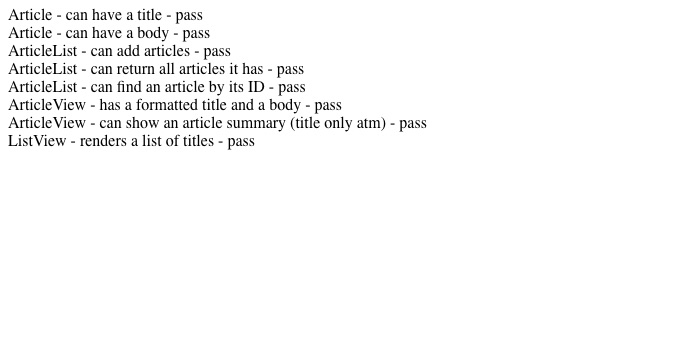 Article - can have a title - pass
Article - can have a body - pass
ArticleList - can add articles - pass
ArticleList - can return all articles it has - pass
ArticleList - can find an article by its ID - pass
ArticleView - has a formatted title and a body - pass
ArticleView - can show an article summary (title only atm) - pass
ListView - renders a list of titles - pass